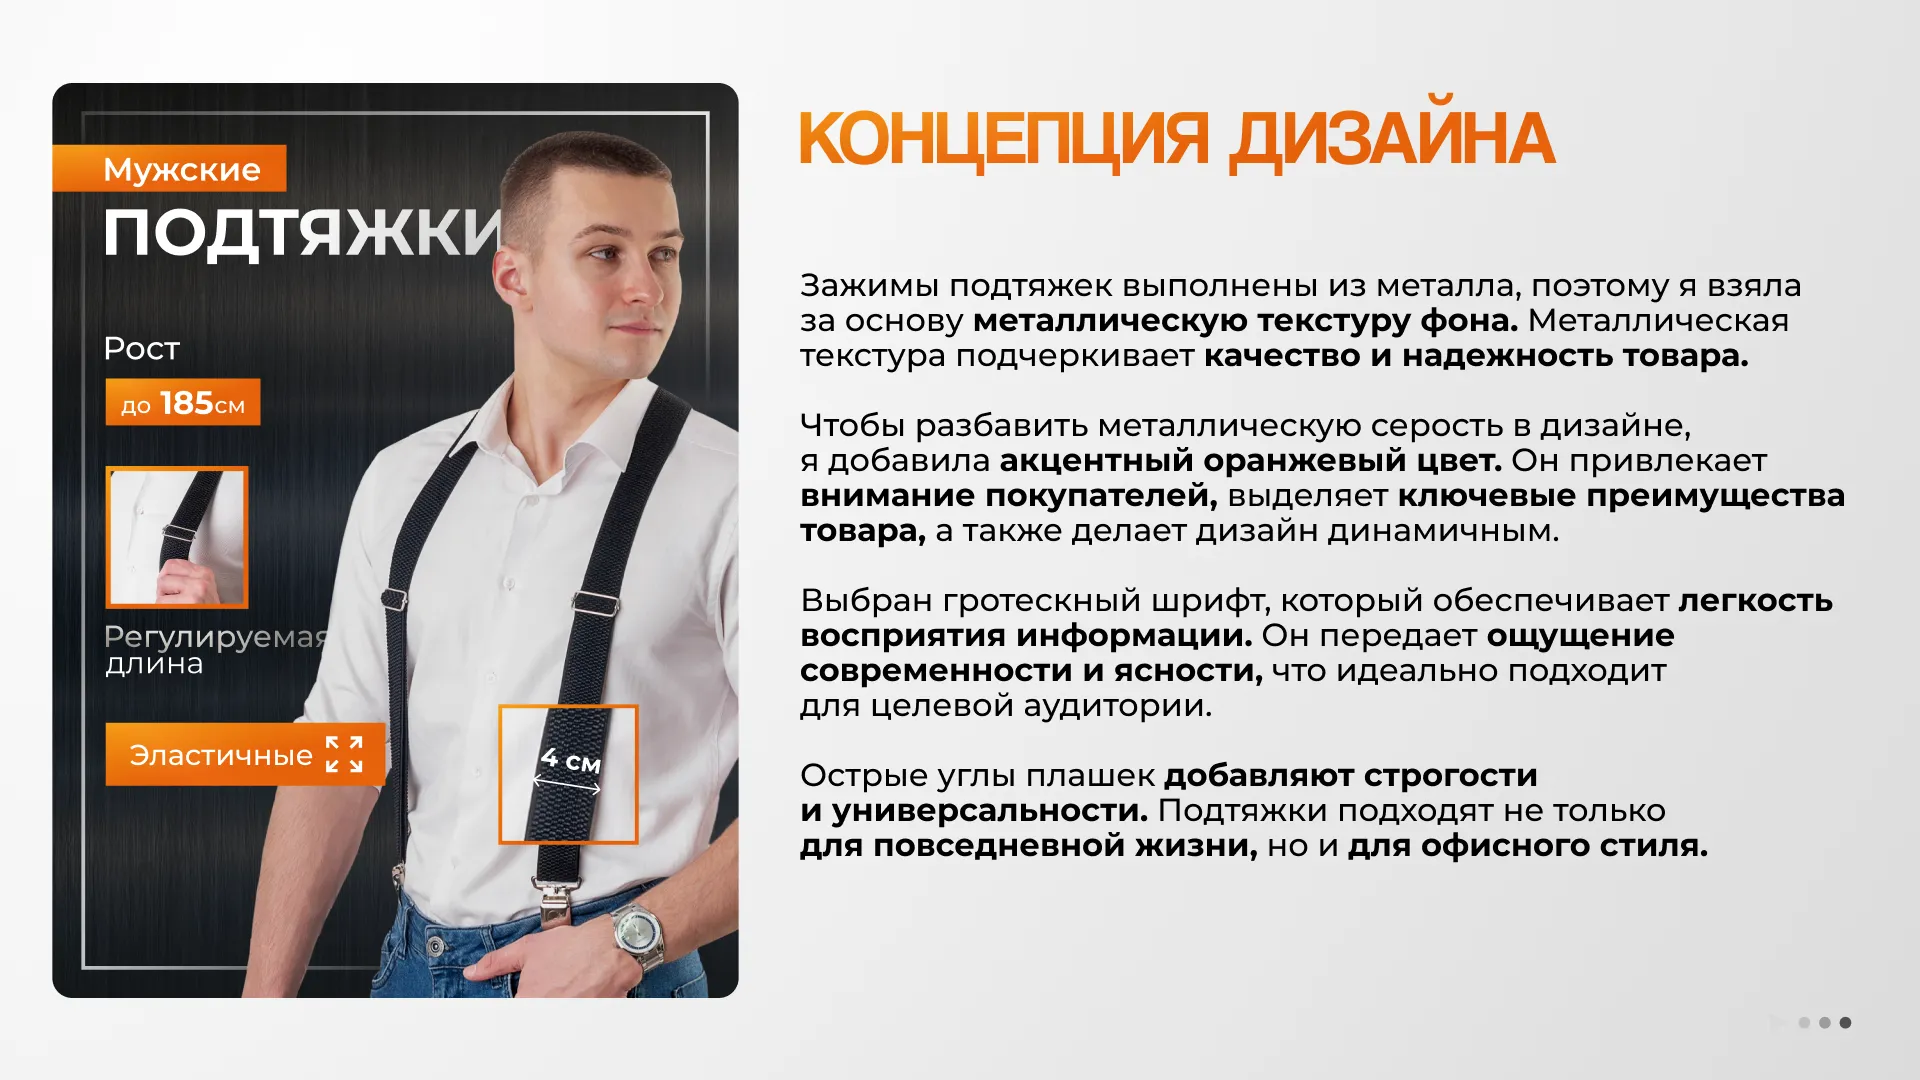 Мужские
ПОДТЯЖКИ
Рост
до 185см
Регулируемая
длина
Эластичные
4 см
КОНЦЕПЦИЯ ДИЗАЙНА
Зажимы подтяжек выполнены из металла, поэтому я взяла
за основу металлическую текстуру фона. Металлическая
текстура подчеркивает качество и надежность товара.
Чтобы разбавить металлическую серость в дизайне,
я добавила акцентный оранжевый цвет. Он привлекает
внимание покупателей, выделяет ключевые преимущества
товара, а также делает дизайн динамичным.
Выбран гротескный шрифт, который обеспечивает легкость
восприятия информации. Он передает ощущение
современности и ясности, что идеально подходит
для целевой аудитории.
Острые углы плашек добавляют строгости
и универсальности. Подтяжки подходят не только
для повседневной жизни, но и для офисного стиля.